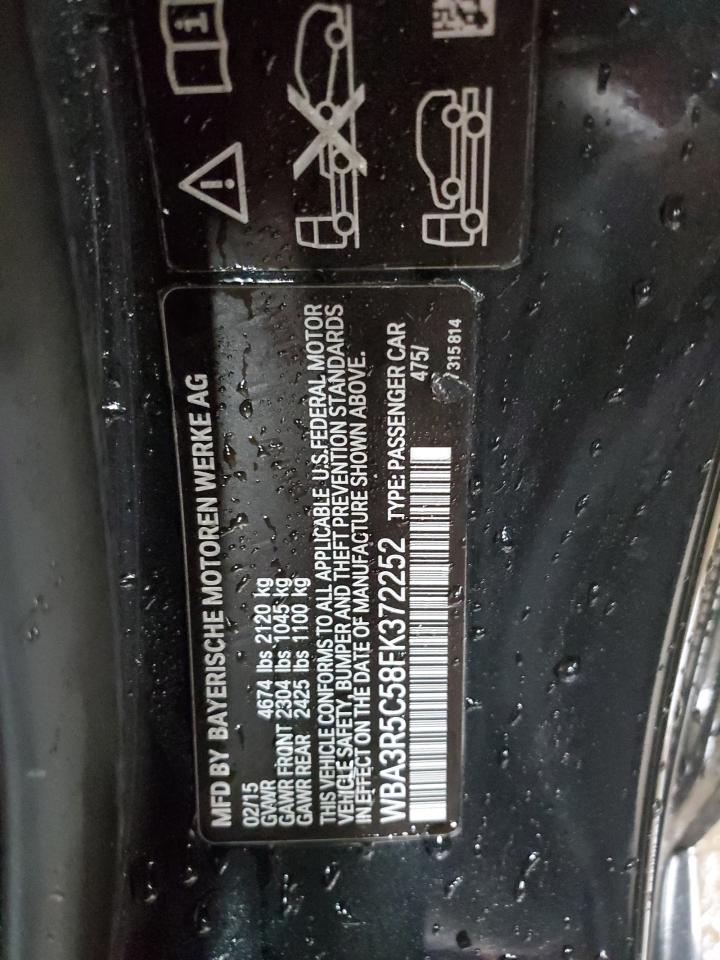 MFD BY BAYERISCHE MOTOREN WERKE AG
02/15
GVWR 4674 lbs 2120 kg
GAWR FRONT 2304 lbs 1045 kg
GAWR REAR 2425 lbs 1100 kg
THIS VEHICLE CONFORMS TO ALL APPLICABLE U.S.FEDERAL MOTOR
VEHICLE SAFETY, BUMPER AND THEFT PREVENTION STANDARDS
IN EFFECT ON THE DATE OF MANUFACTURE SHOWN ABOVE.
WBA3R5C58FK372252 TYPE: PASSENGER CAR
475/
7315814